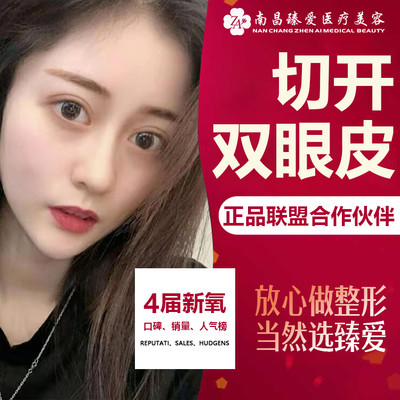 南昌臻爱医疗美容
NAN CHANG ZHEN AI MEDICAL BEAUTY
切开
双眼皮
正品联盟合作伙伴
4届新氧
口碑、销量、人气榜
REPUTATI、SALES、HUDGENS
放心做整形
当然选臻爱